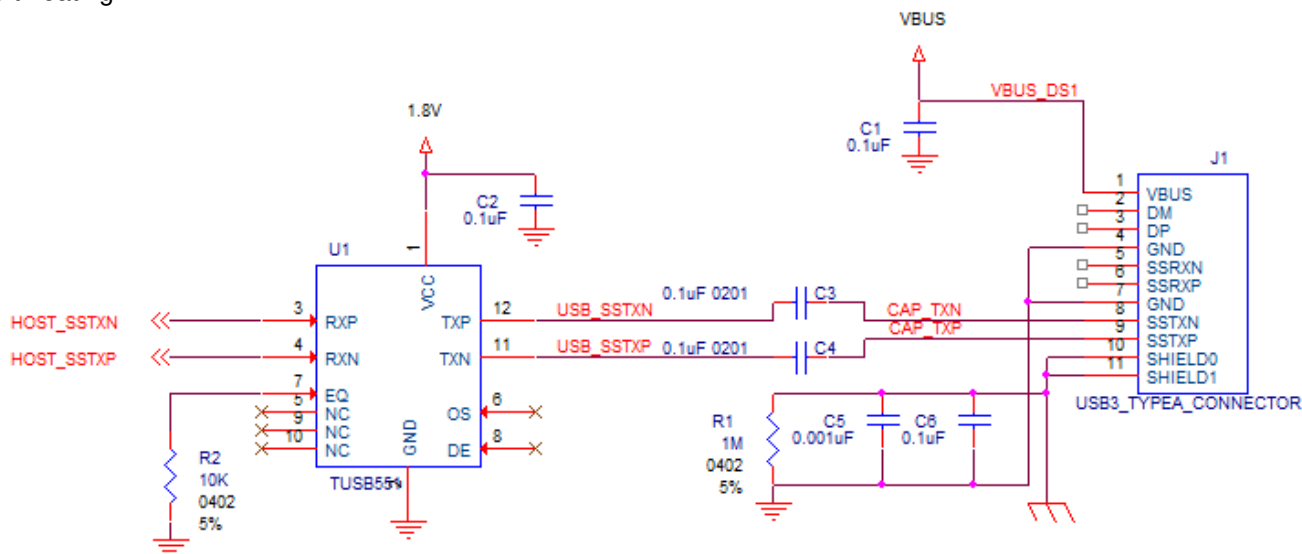 VBUS
VBUS_DS1
1.8V
C1
0.1uF
J1
C2
0.1uF
1 VBUS
2 DM
3 DP
4 GND
5 SSRXN
6 SSRXP
7 GND
8 SSTXN
9 SSTXP
10 SHIELD0
11 SHIELD1
USB3_TYPEA_CONNECTOR
U1
1
VCC
HOST_SSTXN
3 RXP
TXP 12
USB_SSTXN
0.1uF 0201
C3
CAP_TXN
HOST_SSTXP
4 RXN
TXN 11
USB_SSTXP
0.1uF 0201
C4
CAP_TXP
7 EQ
5 NC
9 NC
10 NC
OS 6
DE 8
GND
R2
10K
0402
5%
R1
1M
0402
5%
C5
0.001uF
C6
0.1uF